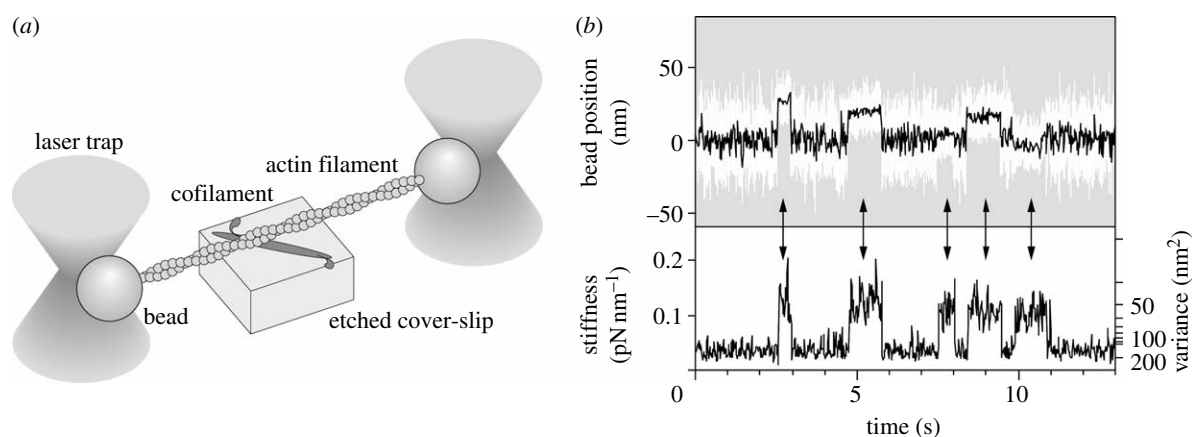 (a)
laser trap
cofilament
actin filament
bead
etched cover-slip
(b)
bead position
(nm)
50
0
–50
stiffness
(pN nm–1)
0.2
0.1
50
100
200
variance (nm2)
0
5
10
time (s)